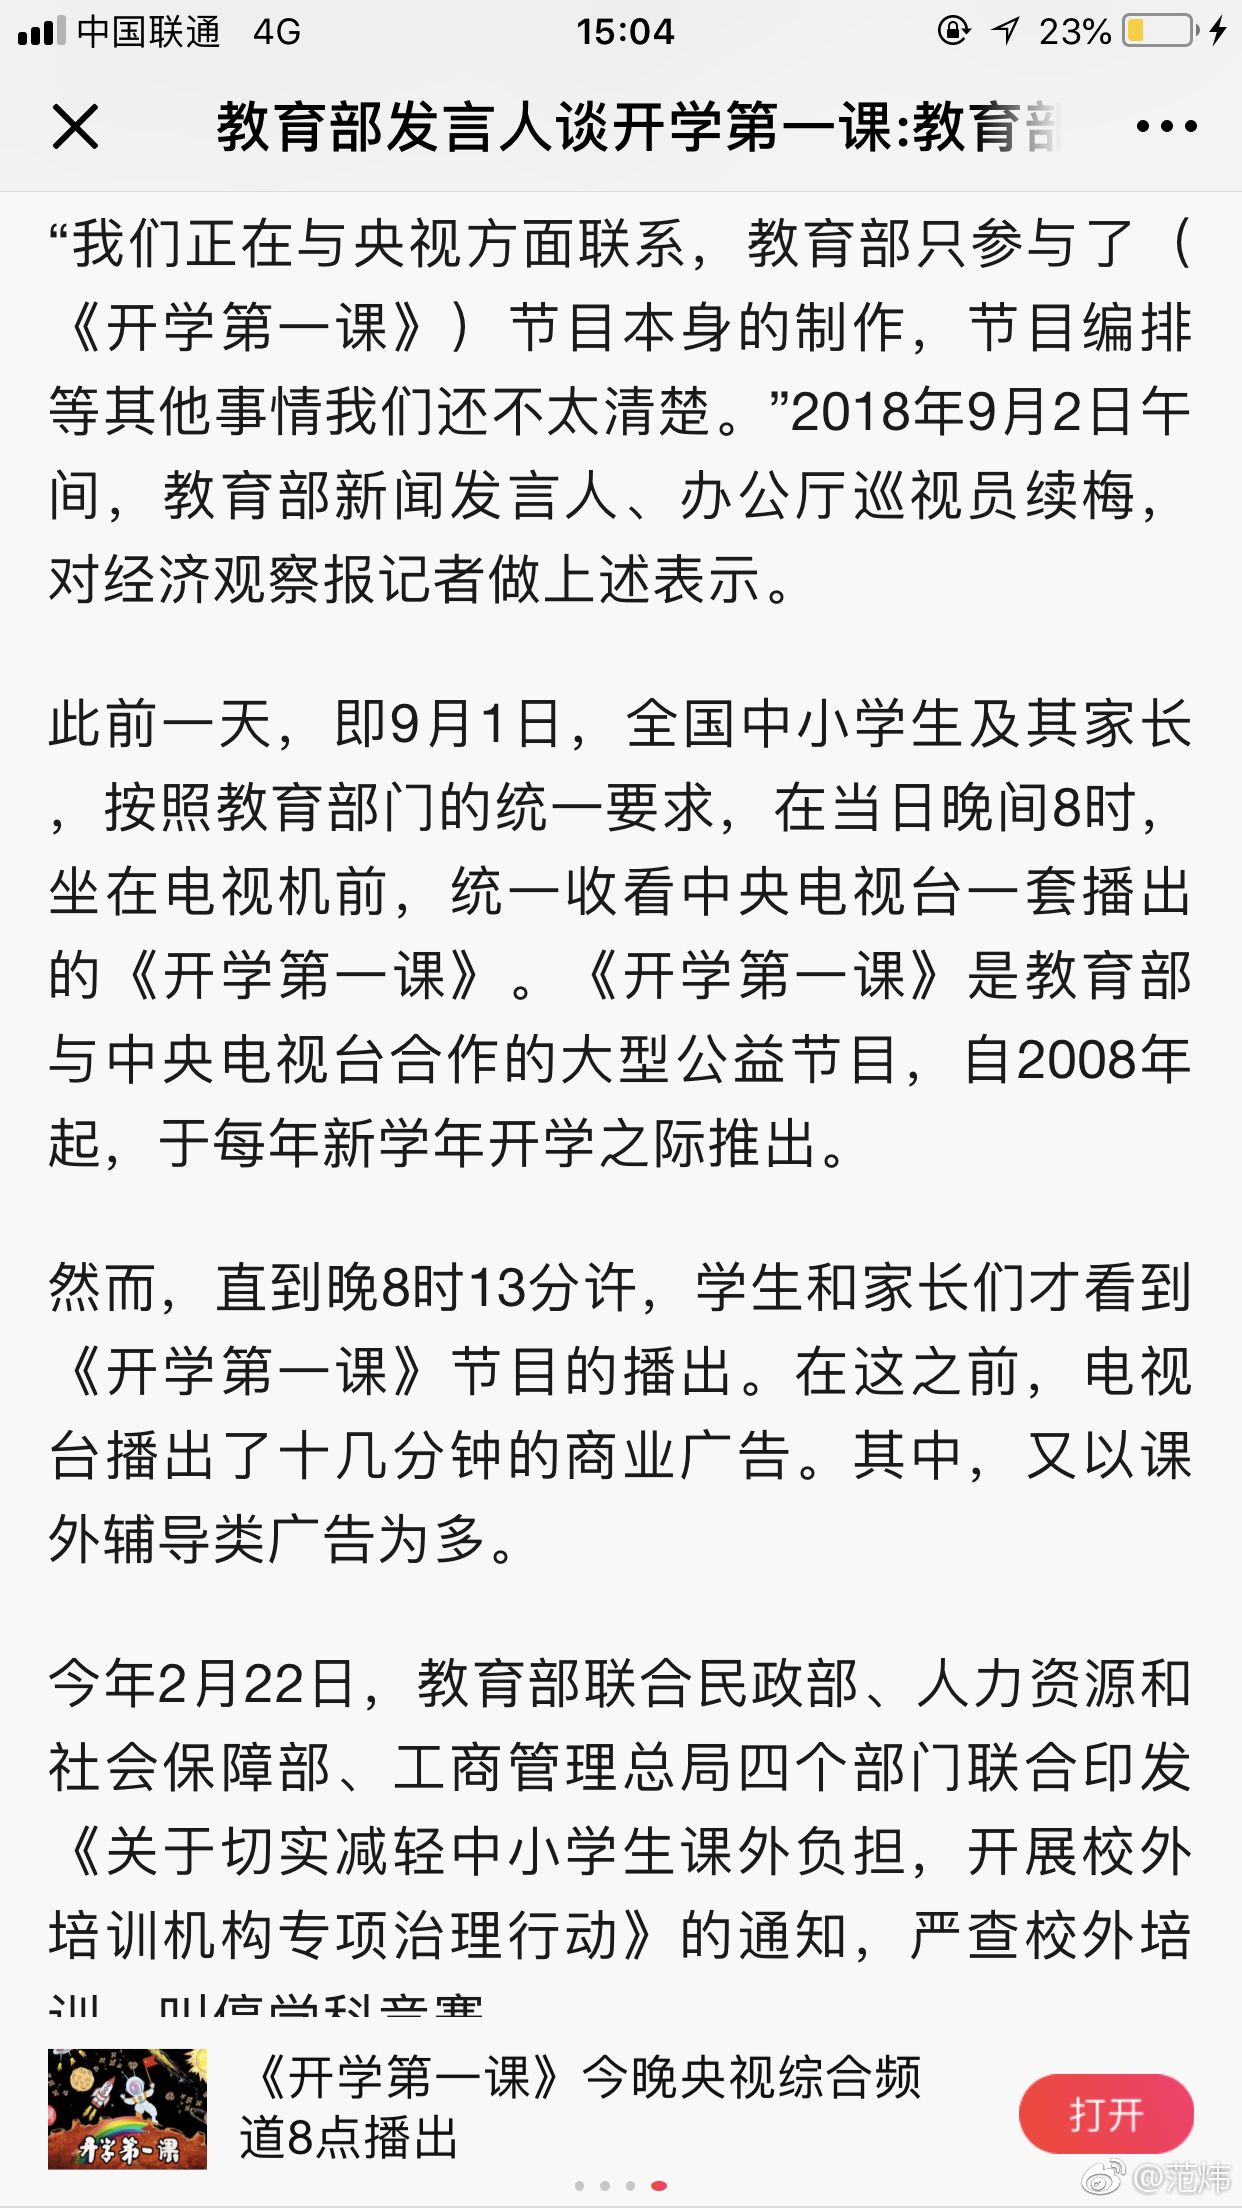 中国联通 4G 15:04 23%
教育部发言人谈开学第一课:教育部
“我们正在与央视方面联系，教育部只参与了（
《开学第一课》）节目本身的制作，节目编排
等其他事情我们还不太清楚。”2018年9月2日午
间，教育部新闻发言人、办公厅巡视员续梅，
对经济观察报记者做上述表示。
此前一天，即9月1日，全国中小学生及其家长
，按照教育部门的统一要求，在当日晚间8时，
坐在电视机前，统一收看中央电视台一套播出
的《开学第一课》。《开学第一课》是教育部
与中央电视台合作的大型公益节目，自2008年
起，于每年新学年开学之际推出。
然而，直到晚8时13分许，学生和家长们才看到
《开学第一课》节目的播出。在这之前，电视
台播出了十几分钟的商业广告。其中，又以课
外辅导类广告为多。
今年2月22日，教育部联合民政部、人力资源和
社会保障部、工商管理总局四个部门联合印发
《关于切实减轻中小学生课外负担，开展校外
培训机构专项治理行动》的通知，严查校外培
训，叫停学科竞赛
开学第一课
《开学第一课》今晚央视综合频
道8点播出
打开
@范炜